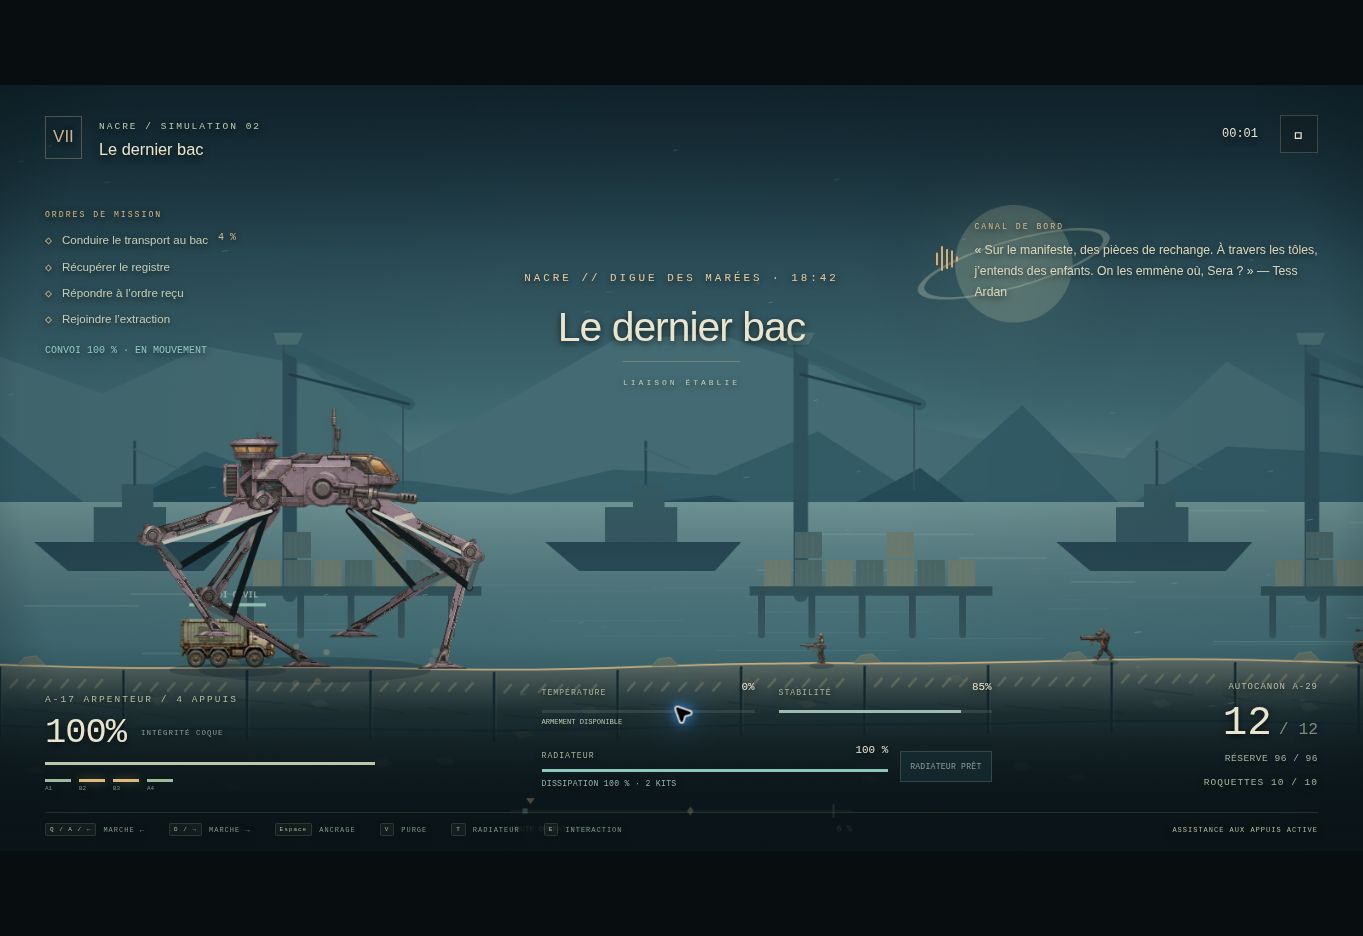 VII
NACRE / SIMULATION 02
Le dernier bac
00:01
ORDRES DE MISSION
Conduire le transport au bac 4 %
Récupérer le registre
Répondre à l'ordre reçu
Rejoindre l'extraction
CONVOI 100 % · EN MOUVEMENT
CANAL DE BORD
« Sur le manifeste, des pièces de rechange. À travers les tôles,
j'entends des enfants. On les emmène où, Sera ? » — Tess
Ardan
NACRE // DIGUE DES MARÉES · 18:42
Le dernier bac
LIAISON ÉTABLIE
A-17 ARPENTEUR / 4 APPUIS
100% INTÉGRITÉ COQUE
A1 B2 B3 A4
TEMPÉRATURE 0%
ARMEMENT DISPONIBLE
STABILITÉ 85%
RADIATEUR 100 %
DISSIPATION 100 % · 2 KITS
RADIATEUR PRÊT
AUTOCANON A-29
12 / 12
RÉSERVE 96 / 96
ROQUETTES 10 / 10
6 %
Q / A / ← MARCHE ←
D / → MARCHE →
Espace ANCRAGE
V PURGE
T RADIATEUR
E INTERACTION
ASSISTANCE AUX APPUIS ACTIVE